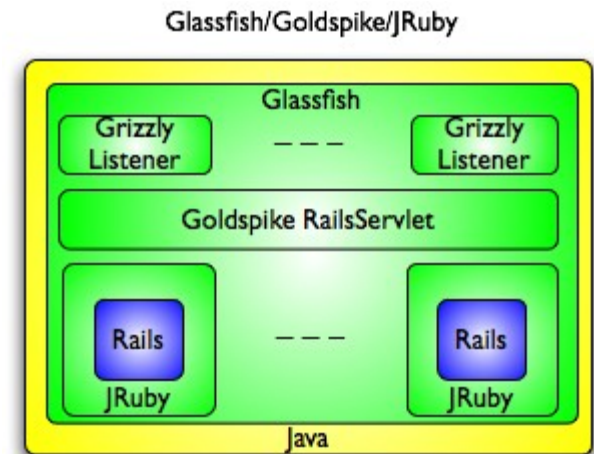 Glassfish/Goldspike/JRuby
Glassfish
Grizzly
Listener
Grizzly
Listener
Goldspike RailsServlet
Rails
JRuby
Rails
JRuby
Java